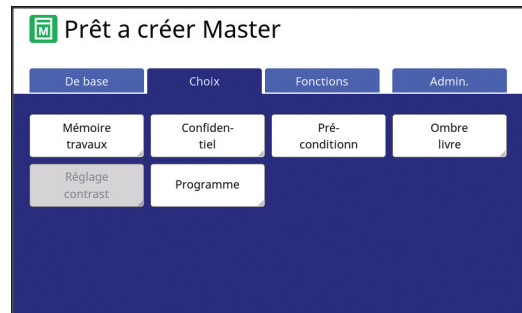 M
Prêt a créer Master
De base Choix Fonctions Admin.
Mémoire
travaux
Confiden-
tiel
Pré-
conditionn
Ombre
livre
Réglage
contrast
Programme